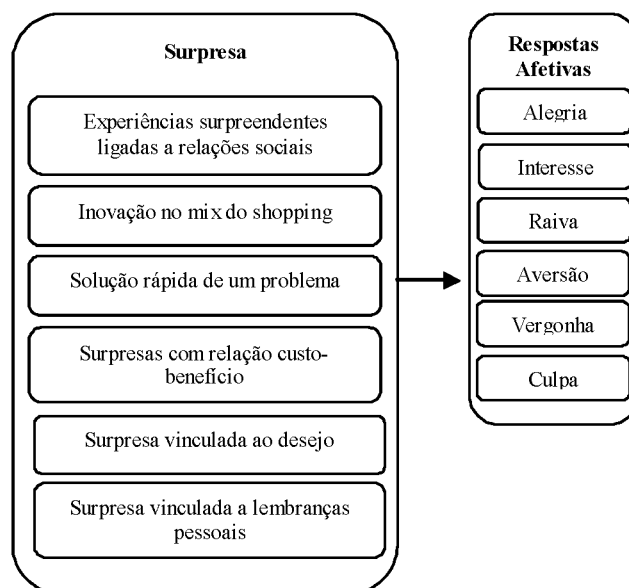 Surpresa
Experiências surpreendentes
ligadas a relações sociais
Inovação no mix do shopping
Solução rápida de um problema
Surpresas com relação custo-
benefício
Surpresa vinculada ao desejo
Surpresa vinculada a lembranças
pessoais
Respostas
Afetivas
Alegria
Interesse
Raiva
Aversão
Vergonha
Culpa